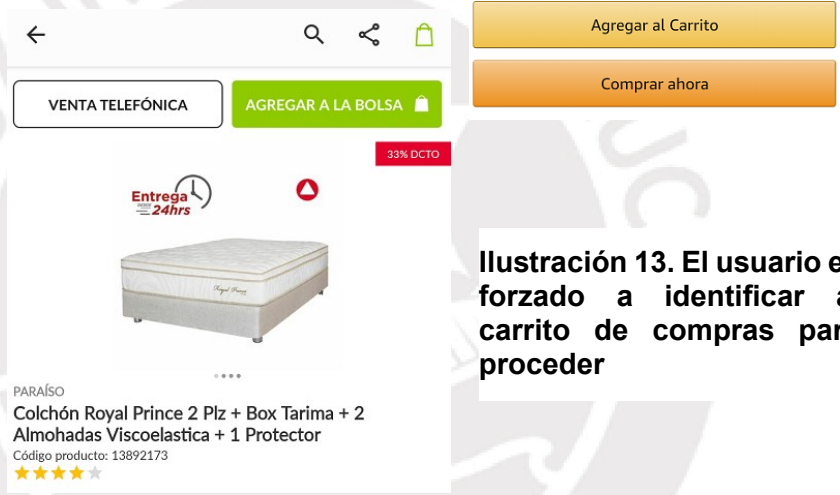 VENTA TELEFÓNICA
AGREGAR A LA BOLSA
33% DCTO
Entrega
DESDE
24hrs
Royal Prince
PARAÍSO
Colchón Royal Prince 2 Plz + Box Tarima + 2
Almohadas Viscoelastica + 1 Protector
Código producto: 13892173
Agregar al Carrito
Comprar ahora
Ilustración 13. El usuario e
forzado a identificar a
carrito de compras par
proceder
UC